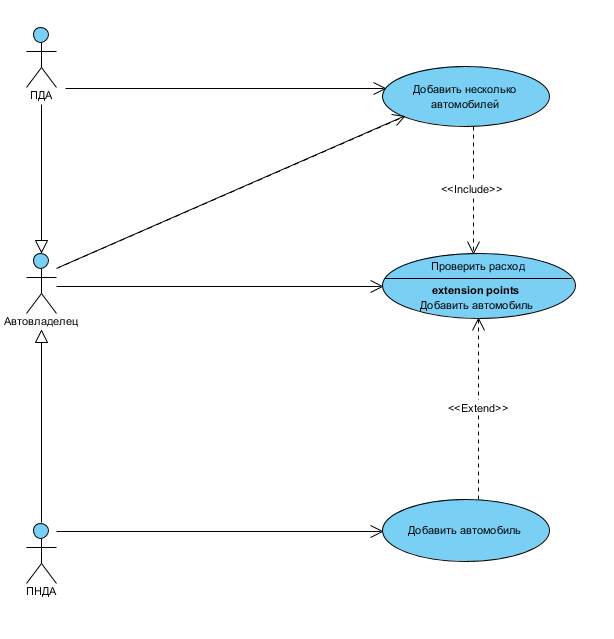 ПДА
Добавить несколько
автомобилей
<<Include>>
Проверить расход
extension points
Добавить автомобиль
Автовладелец
<<Extend>>
Добавить автомобиль
ПНДА